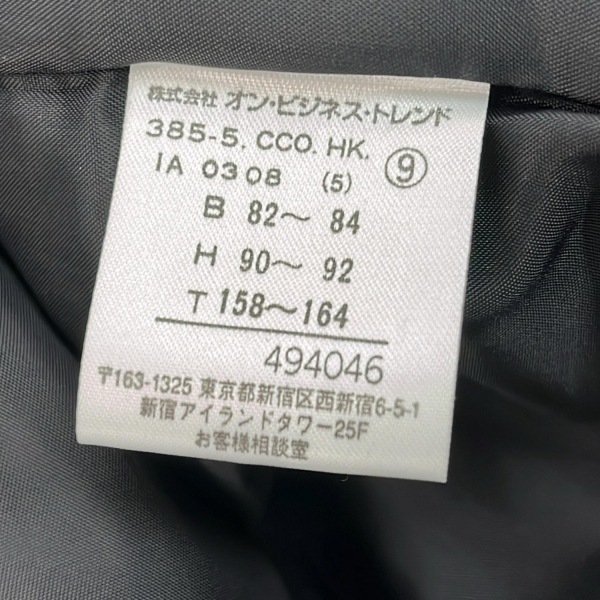 株式会社 オン・ビジネス・トレンド
385-5. CCO. HK. ⑨
IA 0308 (5)
B 82～ 84
H 90～ 92
T 158～164
494046
〒163-1325 東京都新宿区西新宿6-5-1
新宿アイランドタワー25F
お客様相談室